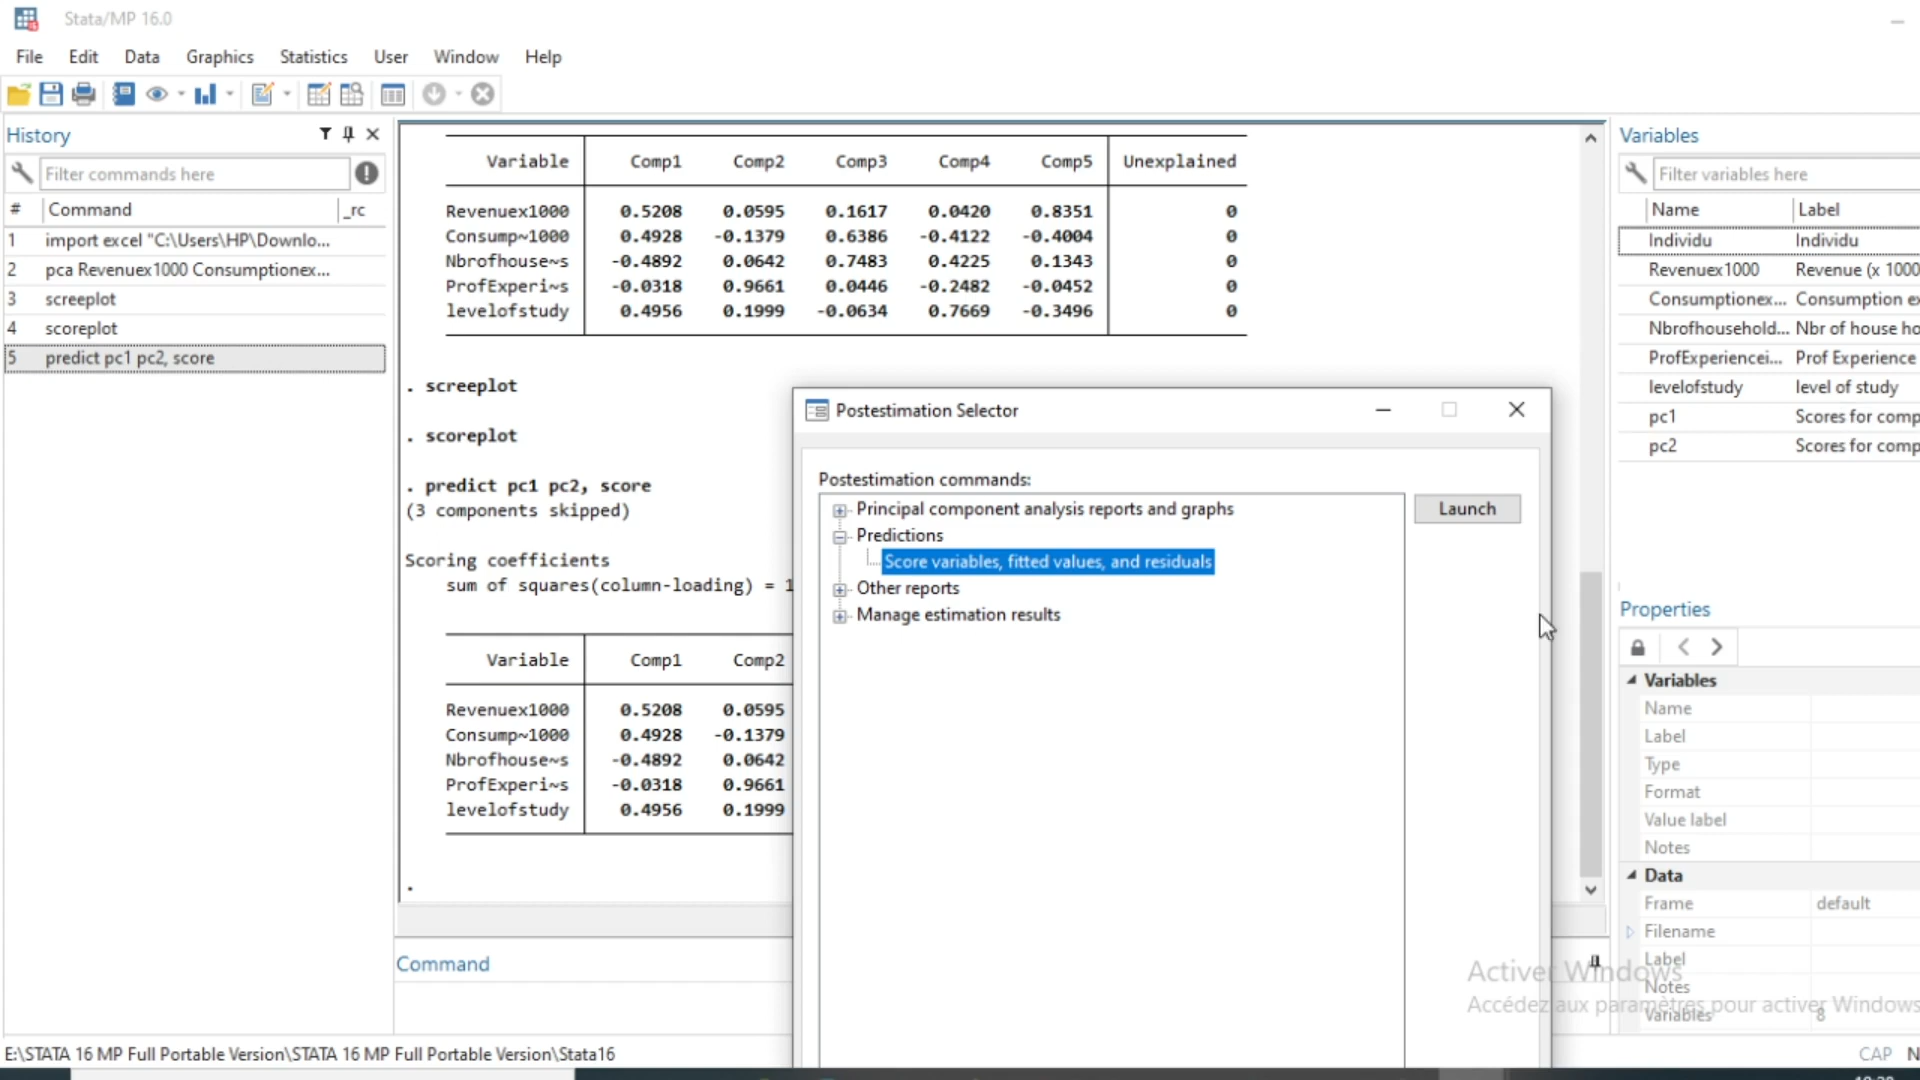 Stata/MP 16.0
File Edit Data Graphics Statistics User Window Help
History
Filter commands here
# Command _rc
1 import excel "C:\Users\HP\Downlo...
2 pca Revenuex1000 Consumptionex...
3 screeplot
4 scoreplot
5 predict pc1 pc2, score
Variable Comp1 Comp2 Comp3 Comp4 Comp5 Unexplained
Revenuex1000 0.5208 0.0595 0.1617 0.0420 0.8351 0
Consump~1000 0.4928 -0.1379 0.6386 -0.4122 -0.4004 0
Nbrofhouse~s -0.4892 0.0642 0.7483 0.4225 0.1343 0
ProfExperi~s -0.0318 0.9661 0.0446 -0.2482 -0.0452 0
levelofstudy 0.4956 0.1999 -0.0634 0.7669 -0.3496 0
. screeplot
. scoreplot
. predict pc1 pc2, score
(3 components skipped)
Scoring coefficients
sum of squares(column-loading) = 1
Variable Comp1 Comp2
Revenuex1000 0.5208 0.0595
Consump~1000 0.4928 -0.1379
Nbrofhouse~s -0.4892 0.0642
ProfExperi~s -0.0318 0.9661
levelofstudy 0.4956 0.1999
.
Command
Postestimation Selector
Postestimation commands:
Principal component analysis reports and graphs
Predictions
Score variables, fitted values, and residuals
Other reports
Manage estimation results
Launch
Variables
Filter variables here
Name Label
Individu Individu
Revenuex1000 Revenue (x 1000
Consumptionex... Consumption ex
Nbrofhousehold... Nbr of house ho
ProfExperiencei... Prof Experience
levelofstudy level of study
pc1 Scores for comp
pc2 Scores for comp
Properties
Variables
Name
Label
Type
Format
Value label
Notes
Data
Frame default
Filename
Label
Notes
Variables 8
Activer Windows
Accédez aux paramètres pour activer Windows
E:\STATA 16 MP Full Portable Version\STATA 16 MP Full Portable Version\Stata16
CAP N